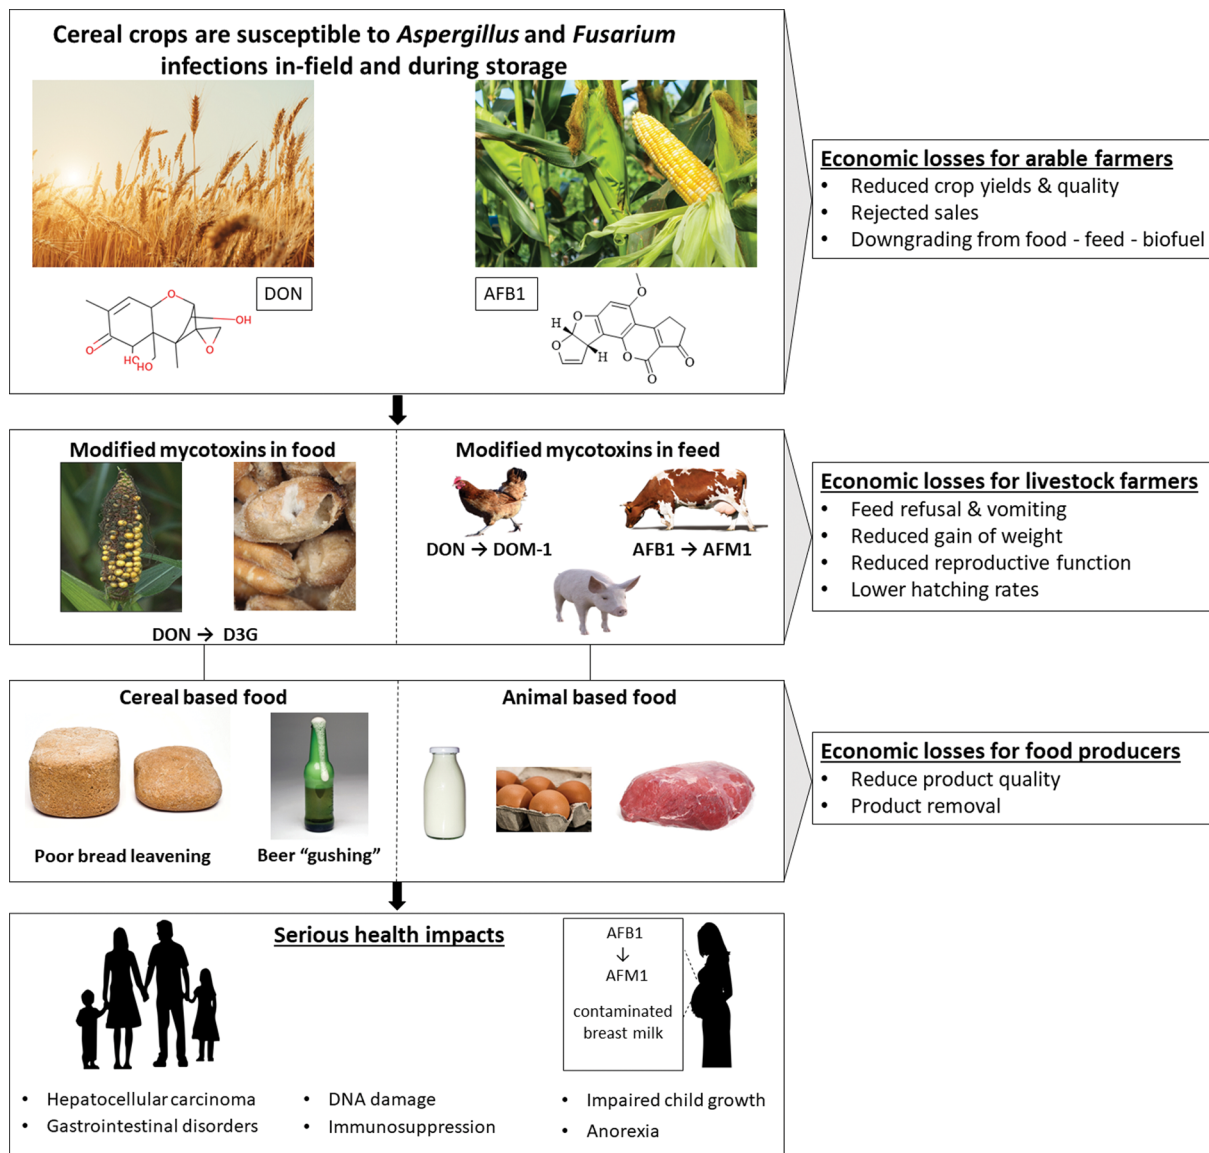 Cereal crops are susceptible to Aspergillus and Fusarium
infections in-field and during storage
DON
AFB1
O
OH
O
O
HO
HO
O
O
H
O
H
O
O
O
Economic losses for arable farmers
• Reduced crop yields & quality
• Rejected sales
• Downgrading from food - feed - biofuel
Modified mycotoxins in food
DON → D3G
Modified mycotoxins in feed
DON → DOM-1
AFB1 → AFM1
Economic losses for livestock farmers
• Feed refusal & vomiting
• Reduced gain of weight
• Reduced reproductive function
• Lower hatching rates
Cereal based food
Poor bread leavening
Beer “gushing”
Animal based food
Economic losses for food producers
• Reduce product quality
• Product removal
Serious health impacts
AFB1
↓
AFM1
contaminated
breast milk
• Hepatocellular carcinoma
• Gastrointestinal disorders
• DNA damage
• Immunosuppression
• Impaired child growth
• Anorexia